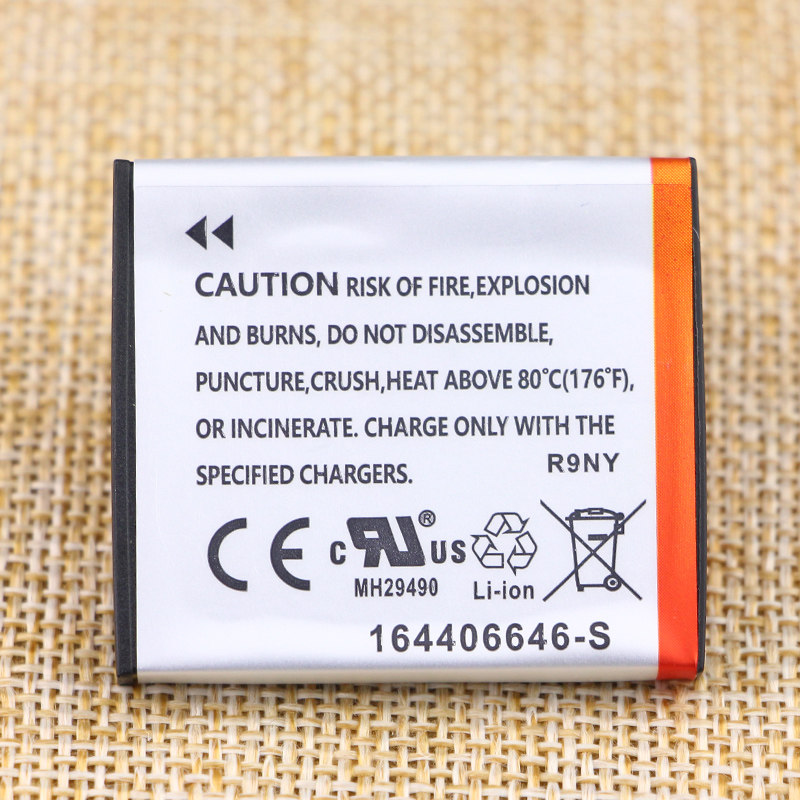 CAUTION RISK OF FIRE,EXPLOSION
AND BURNS, DO NOT DISASSEMBLE,
PUNCTURE,CRUSH,HEAT ABOVE 80°C(176°F),
OR INCINERATE. CHARGE ONLY WITH THE
SPECIFIED CHARGERS.
R9NY
CE c RU® US
MH29490
Li-ion
164406646-S